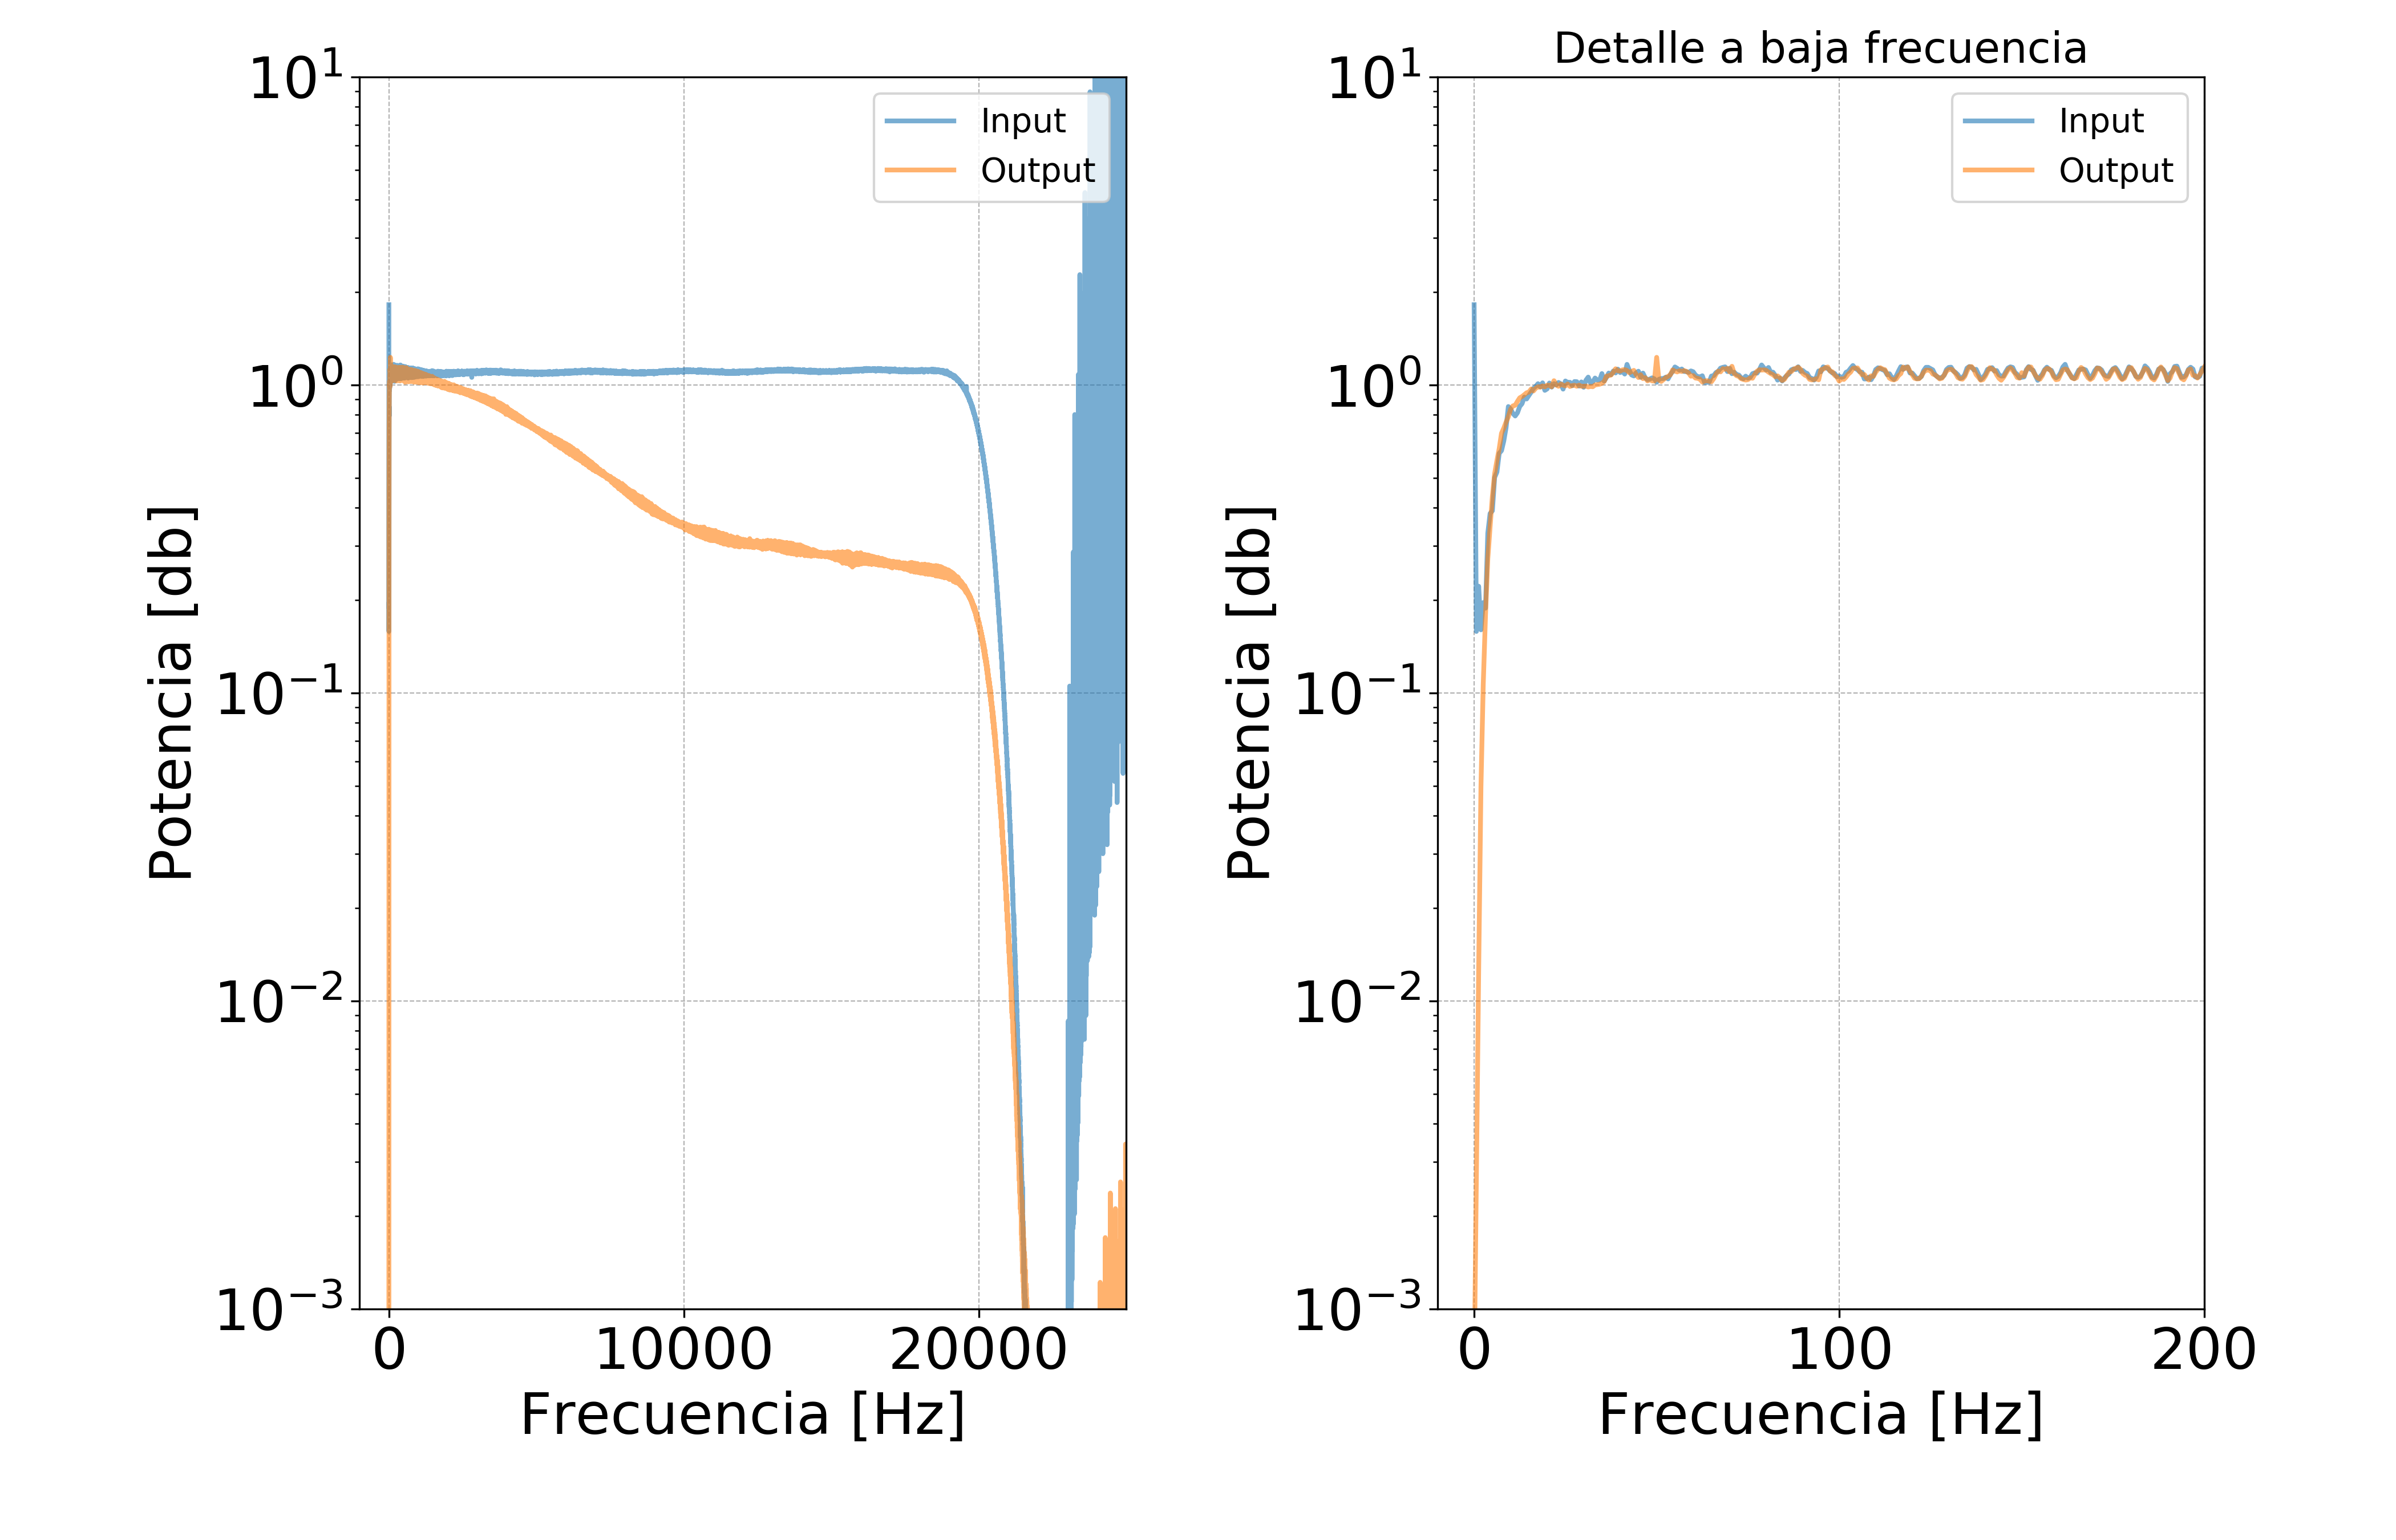 10¹
10⁰
10⁻¹
10⁻²
10⁻³
Potencia [db]
Input
Output
0
10000
20000
Frecuencia [Hz]
Detalle a baja frecuencia
10¹
10⁰
10⁻¹
10⁻²
10⁻³
Potencia [db]
Input
Output
0
100
200
Frecuencia [Hz]